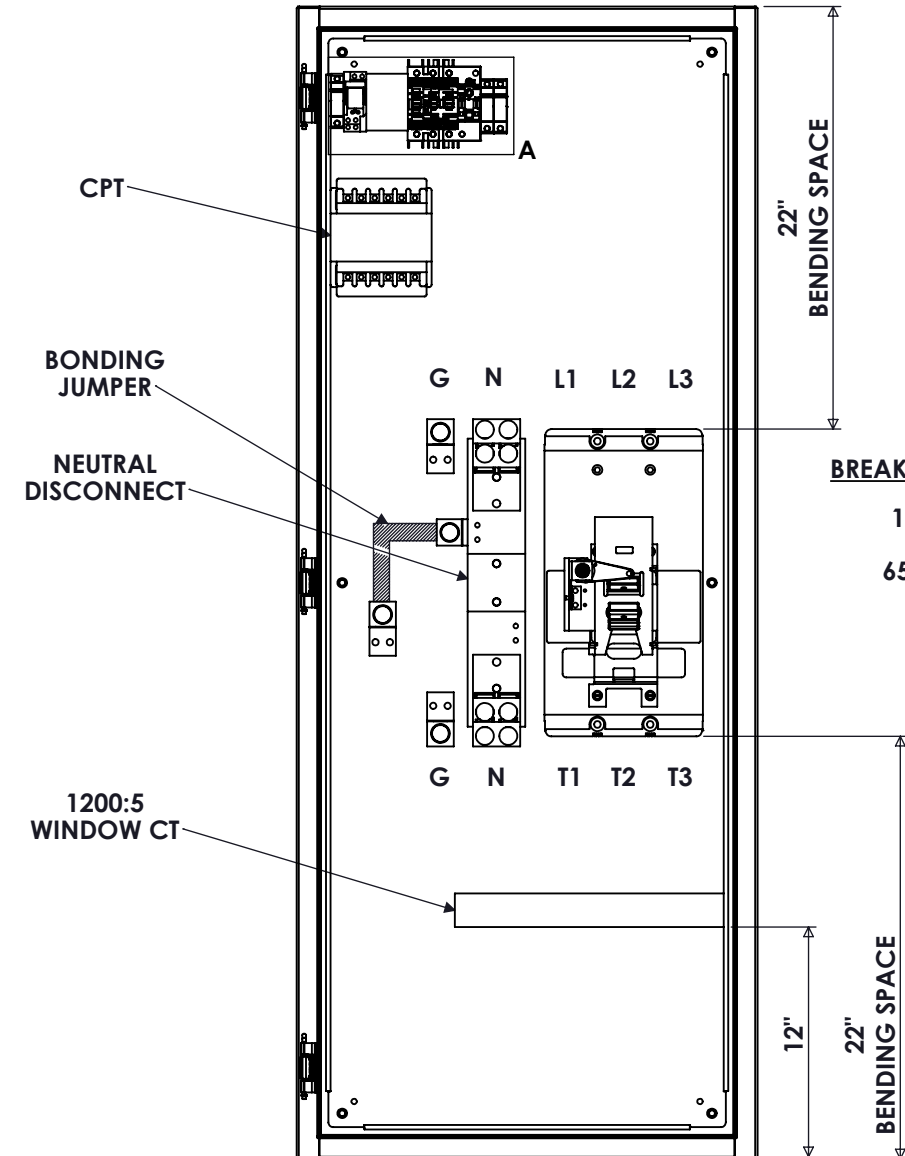 A
CPT
22"
BENDING SPACE
BONDING
JUMPER
G N L1 L2 L3
NEUTRAL
DISCONNECT
BREAK
1
65
G N T1 T2 T3
1200:5
WINDOW CT
12"
22"
BENDING SPACE